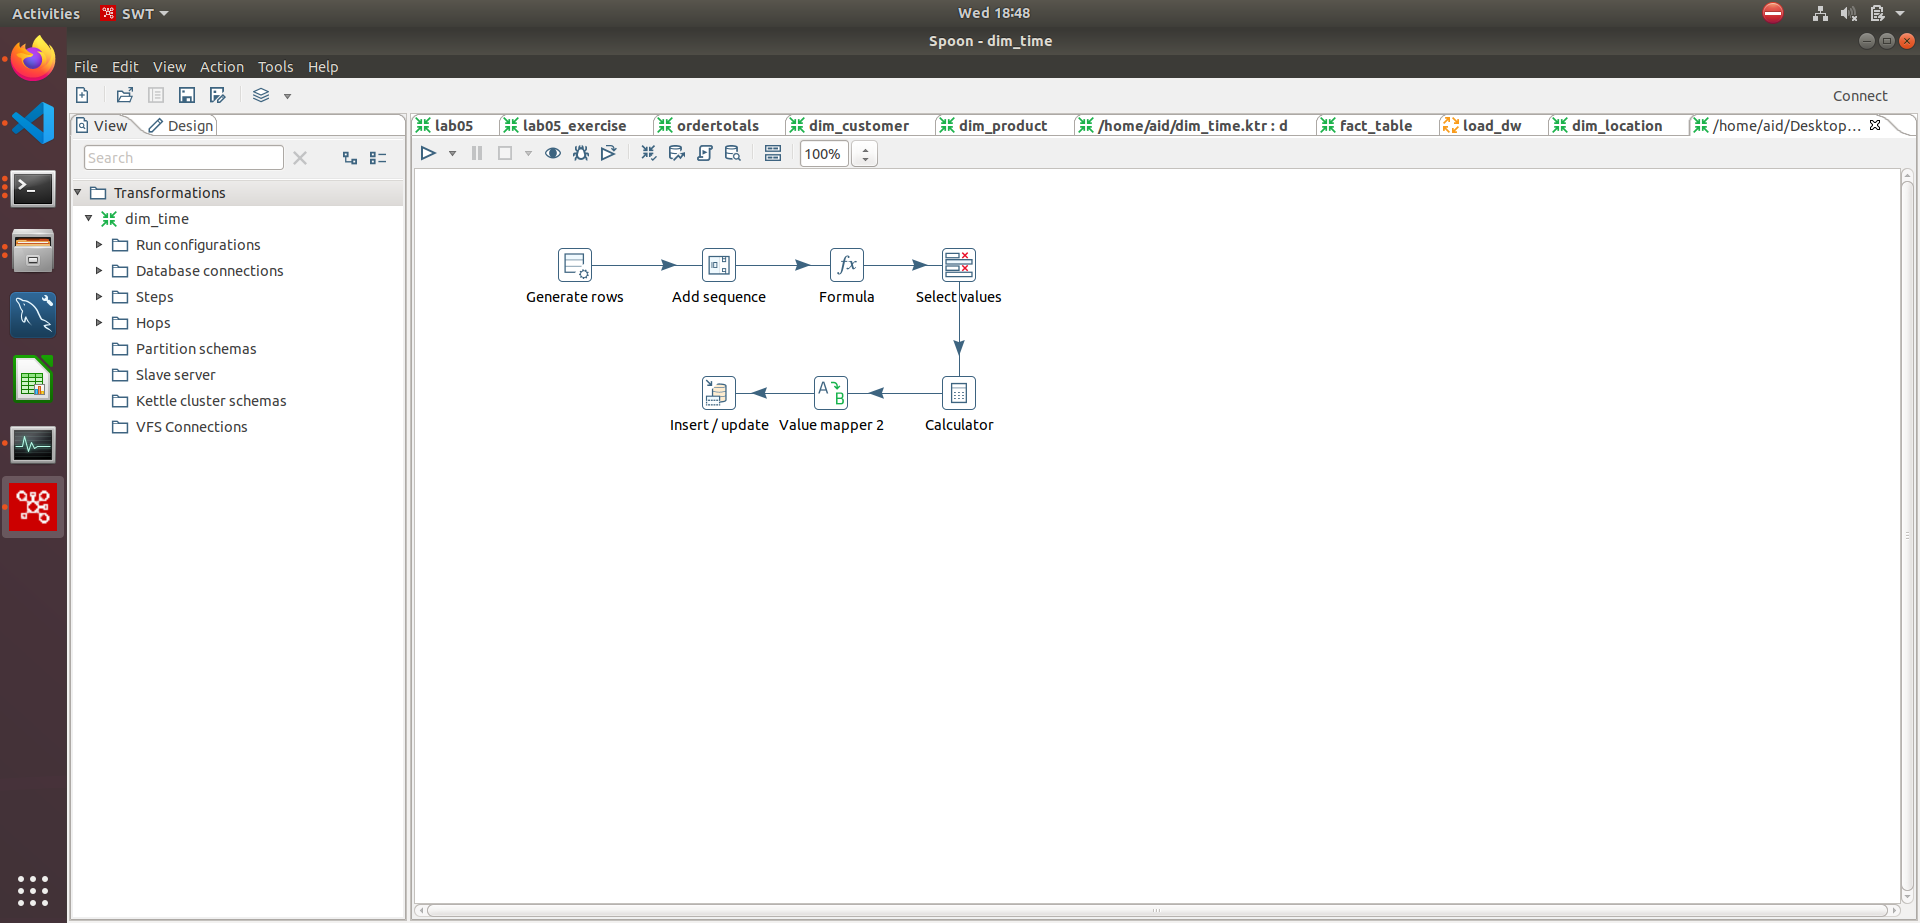 Activities SWT Wed 18:48
Spoon - dim_time
File Edit View Action Tools Help
Connect
View Design
lab05 lab05_exercise ordertotals dim_customer dim_product /home/aid/dim_time.ktr : d fact_table load_dw dim_location /home/aid/Desktop...
Search
100%
Transformations
dim_time
Run configurations
Database connections
Steps
Hops
Partition schemas
Slave server
Kettle cluster schemas
VFS Connections
Generate rows Add sequence Formula Select values
Insert / update Value mapper 2 Calculator